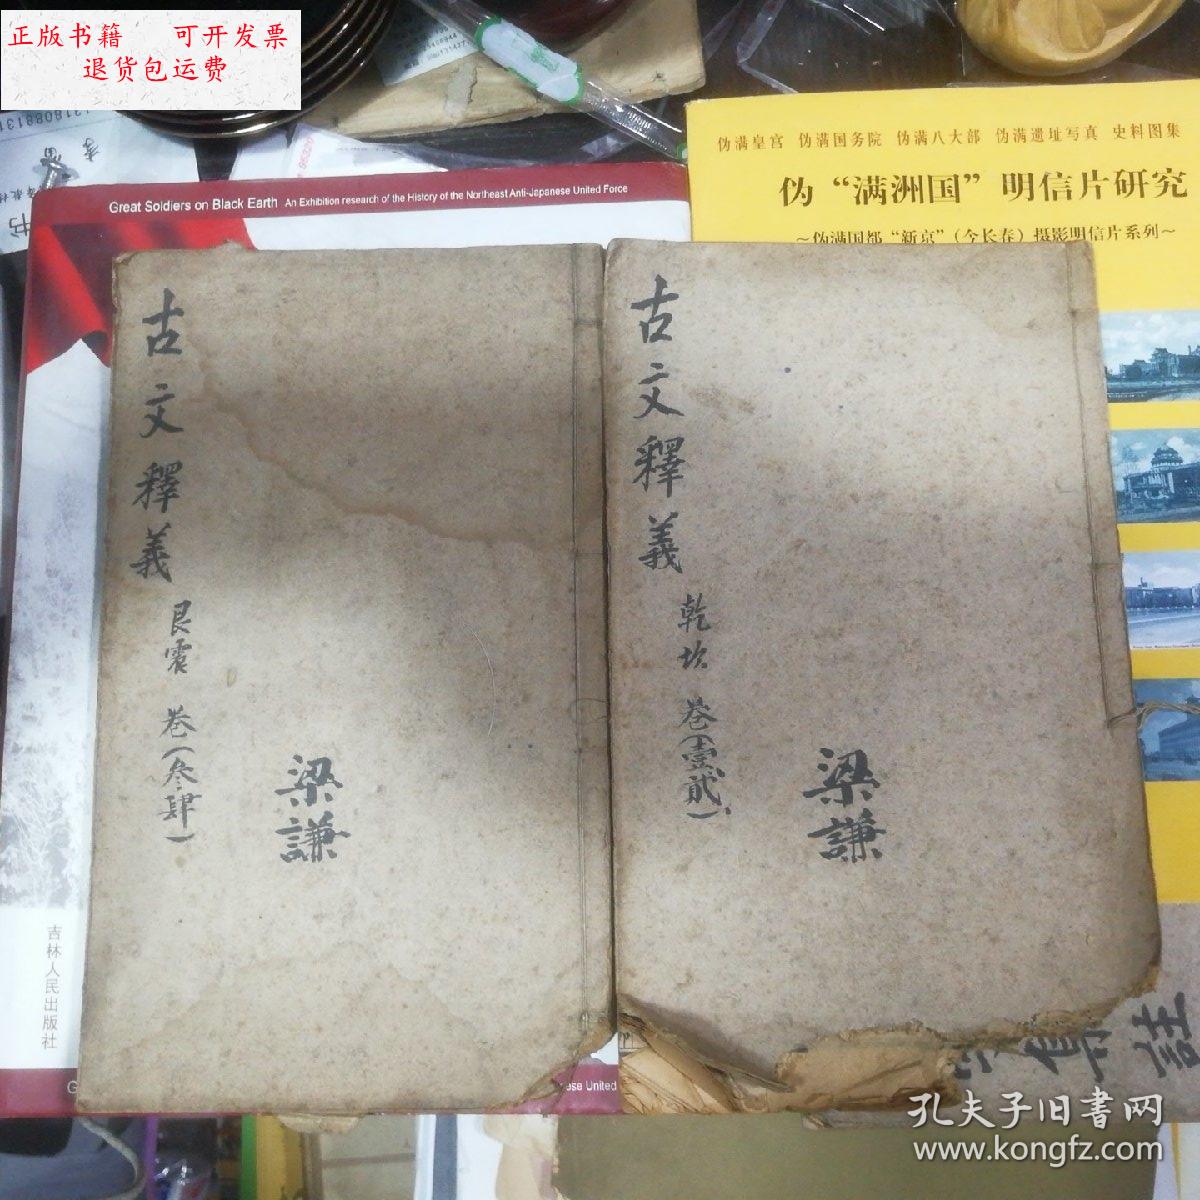 正版书籍 可开发票
退货包运费
Great Soldiers on Black Earth An Exhibition research of the History of the Northeast Anti-Japanese United Force
伪满皇宫 伪满国务院 伪满八大部 伪满遗址写真 史料图集
伪“满洲国”明信片研究
~伪满国都“新京”(今长春)摄影明信片系列~
古文釋義
乾坎
卷(壹貳)
梁謙
古文釋義
艮震
卷(叁肆)
梁謙
吉林人民出版社
註
孔夫子旧书网
www.kongfz.com